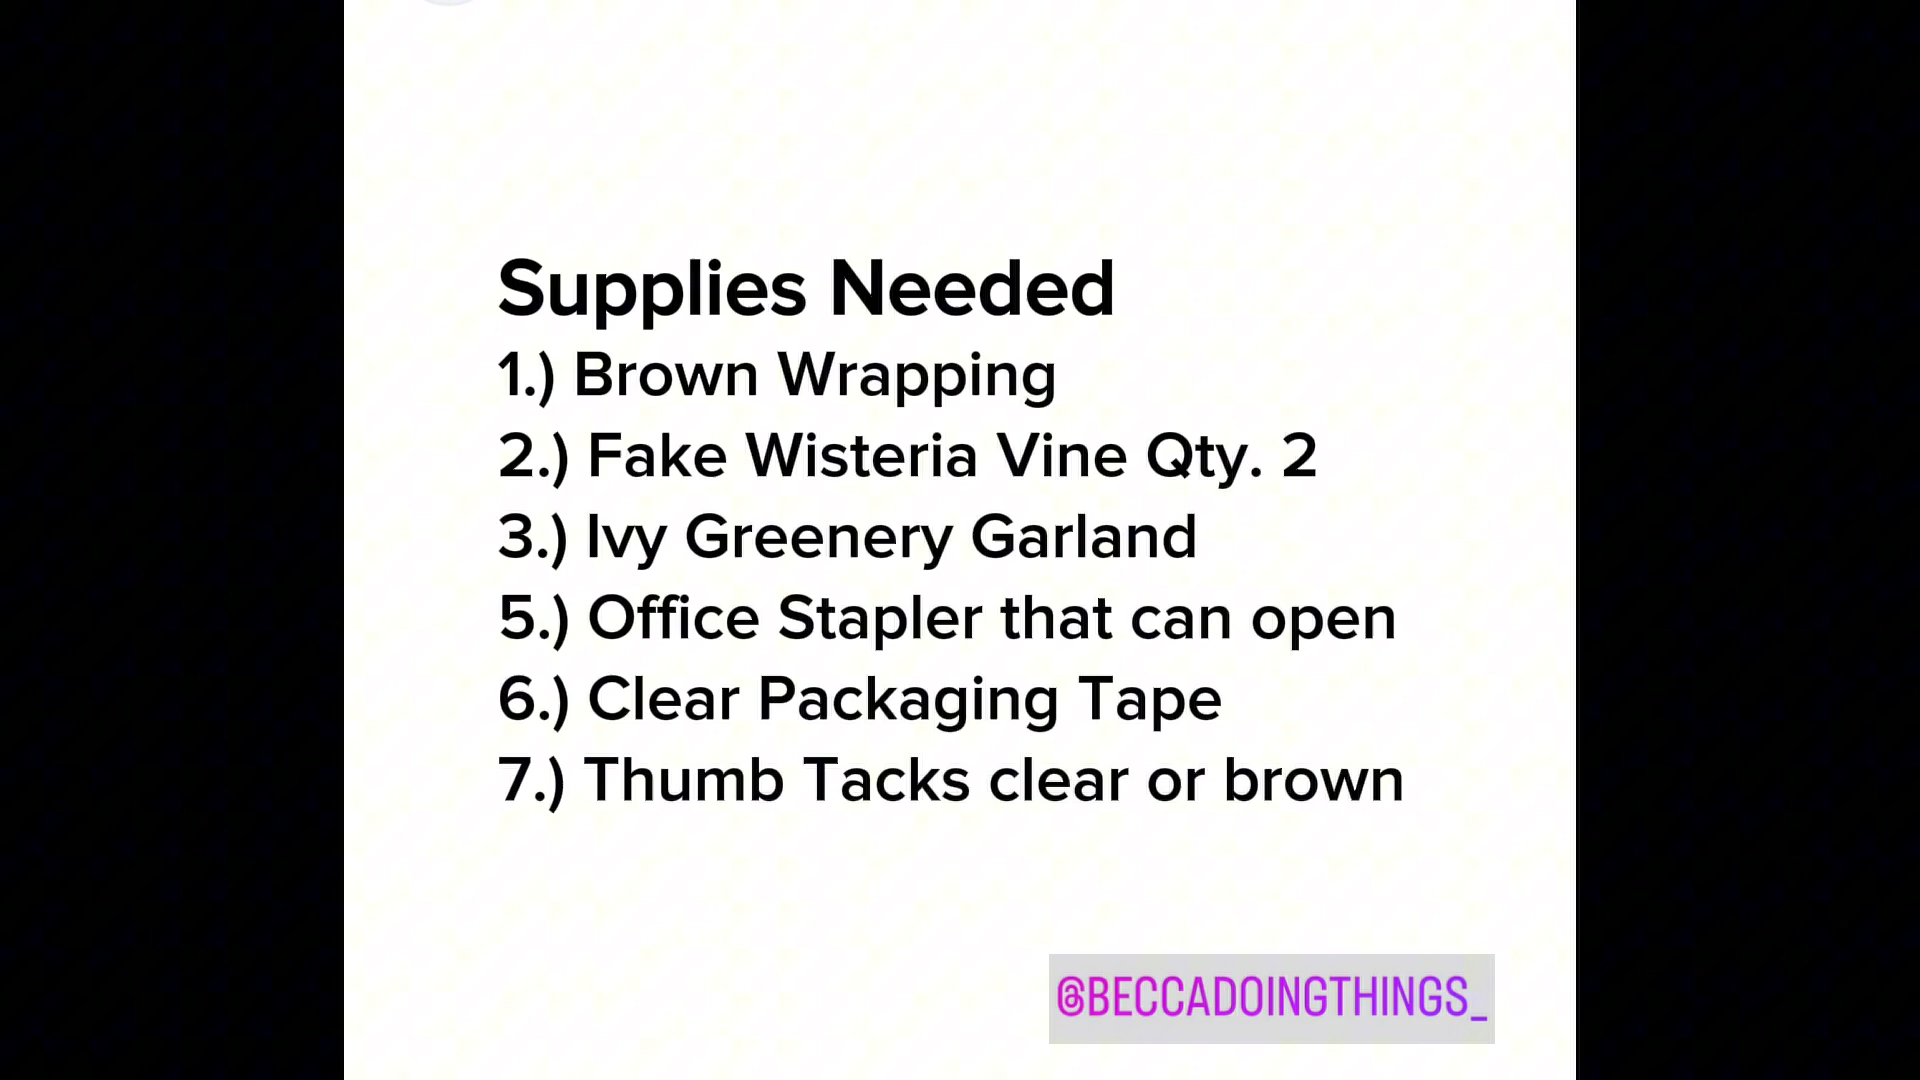 Supplies Needed
1.) Brown Wrapping
2.) Fake Wisteria Vine Qty. 2
3.) Ivy Greenery Garland
5.) Office Stapler that can open
6.) Clear Packaging Tape
7.) Thumb Tacks clear or brown
@BECCADOINGTHINGS_